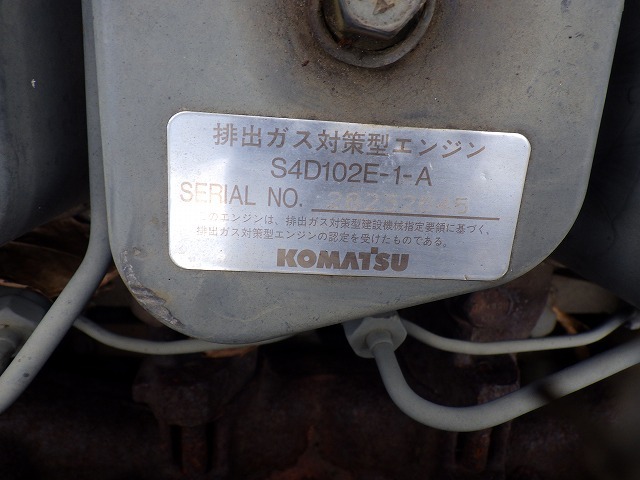 排出ガス対策型エンジン
S4D102E-1-A
SERIAL NO.
このエンジンは、排出ガス対策型建設機械指定要領に基づく、
排出ガス対策型エンジンの認定を受けたものである。
KOMATSU